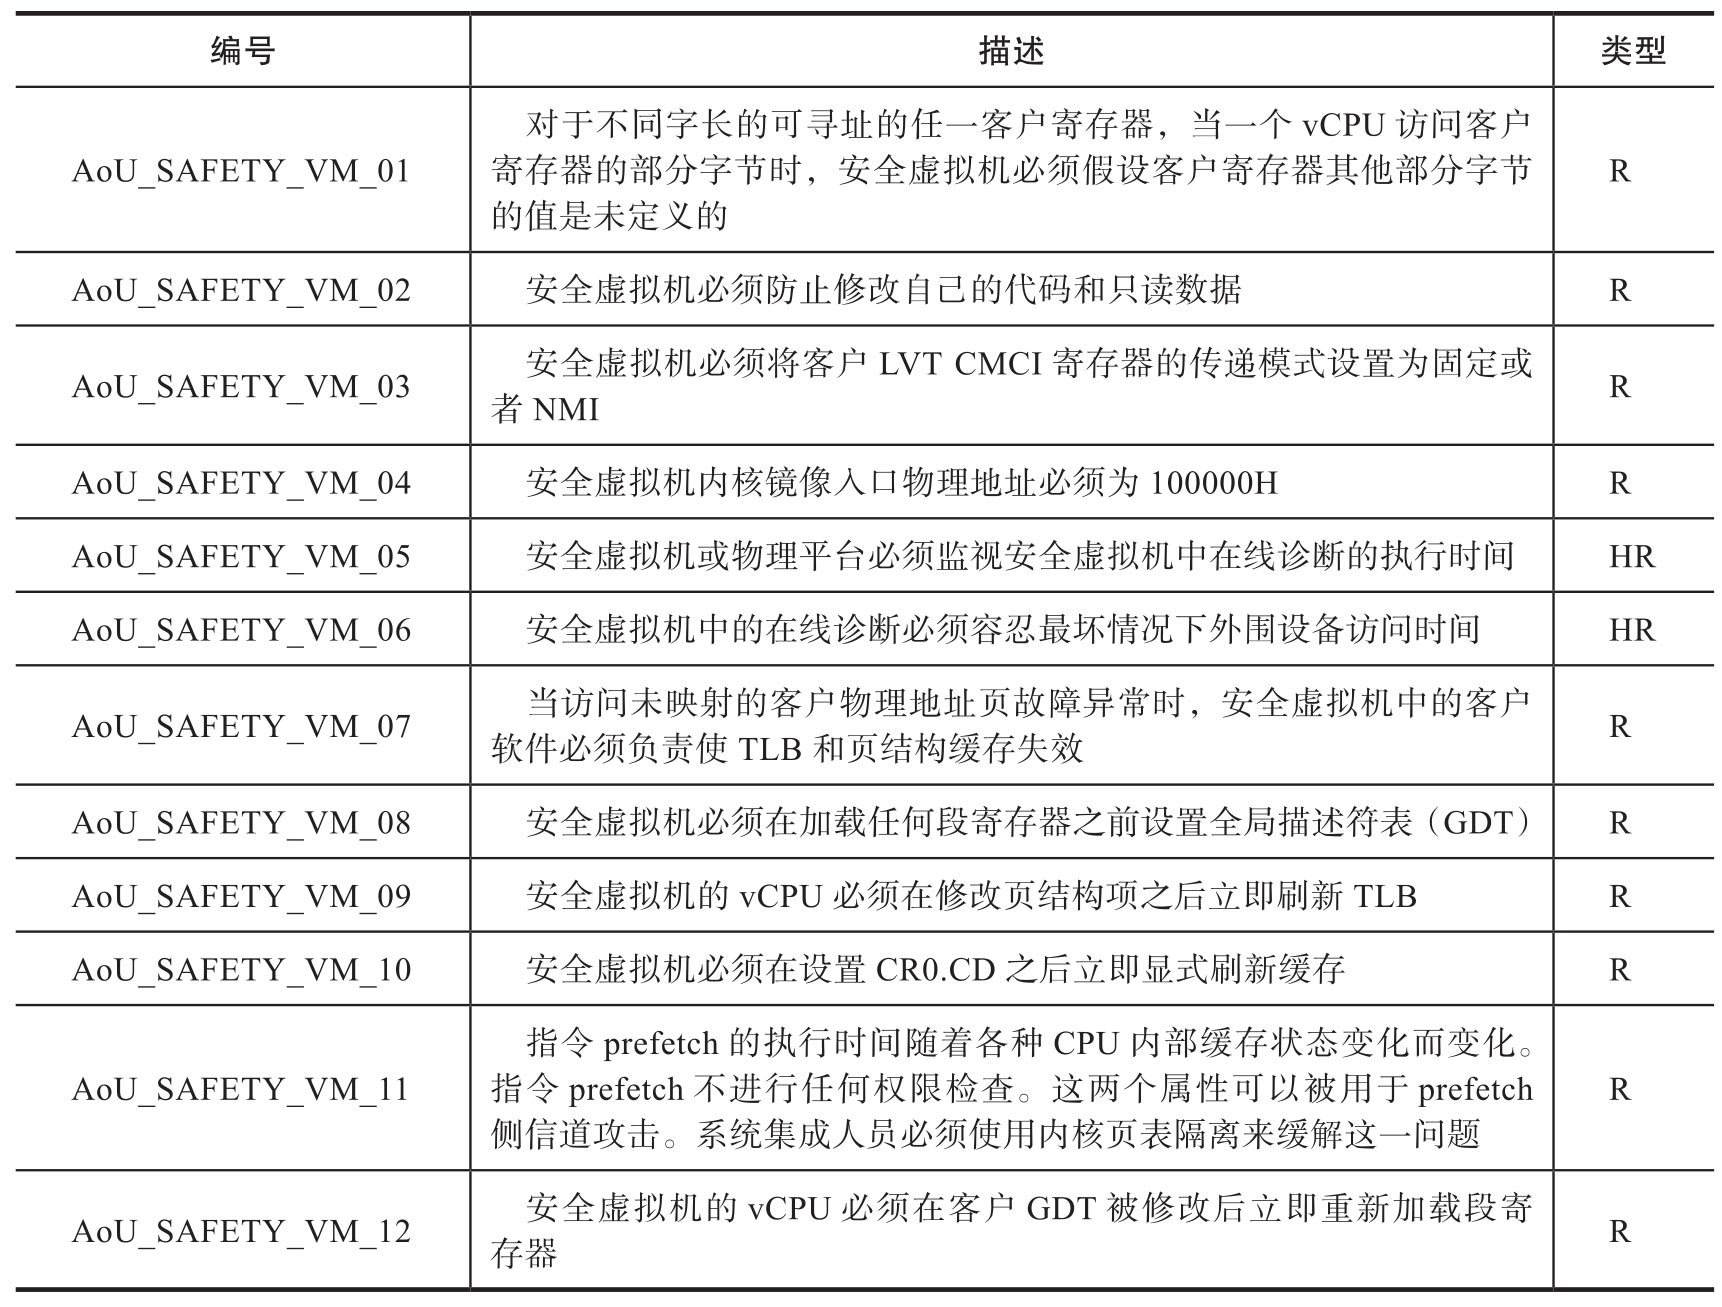 编号 描述 类型
对于不同字长的可寻址的任一客户寄存器，当一个 vCPU 访问客户
AoU_SAFETY_VM_01 寄存器的部分字节时，安全虚拟机必须假设客户寄存器其他部分字节 R
的值是未定义的
AoU_SAFETY_VM_02 安全虚拟机必须防止修改自己的代码和只读数据 R
安全虚拟机必须将客户 LVT CMCI 寄存器的传递模式设置为固定或
AoU_SAFETY_VM_03 R
者 NMI
AoU_SAFETY_VM_04 安全虚拟机内核镜像入口物理地址必须为 100000H R
AoU_SAFETY_VM_05 安全虚拟机或物理平台必须监视安全虚拟机中在线诊断的执行时间 HR
AoU_SAFETY_VM_06 安全虚拟机中的在线诊断必须容忍最坏情况下外围设备访问时间 HR
当访问未映射的客户物理地址页故障异常时，安全虚拟机中的客户
AoU_SAFETY_VM_07 R
软件必须负责使 TLB 和页结构缓存失效
AoU_SAFETY_VM_08 安全虚拟机必须在加载任何段寄存器之前设置全局描述符表（GDT） R
AoU_SAFETY_VM_09 安全虚拟机的 vCPU 必须在修改页结构项之后立即刷新 TLB R
AoU_SAFETY_VM_10 安全虚拟机必须在设置 CR0.CD 之后立即显式刷新缓存 R
指令 prefetch 的执行时间随着各种 CPU 内部缓存状态变化而变化。
AoU_SAFETY_VM_11 指令 prefetch 不进行任何权限检查。这两个属性可以被用于 prefetch R
侧信道攻击。系统集成人员必须使用内核页表隔离来缓解这一问题
安全虚拟机的 vCPU 必须在客户 GDT 被修改后立即重新加载段寄
AoU_SAFETY_VM_12 R
存器